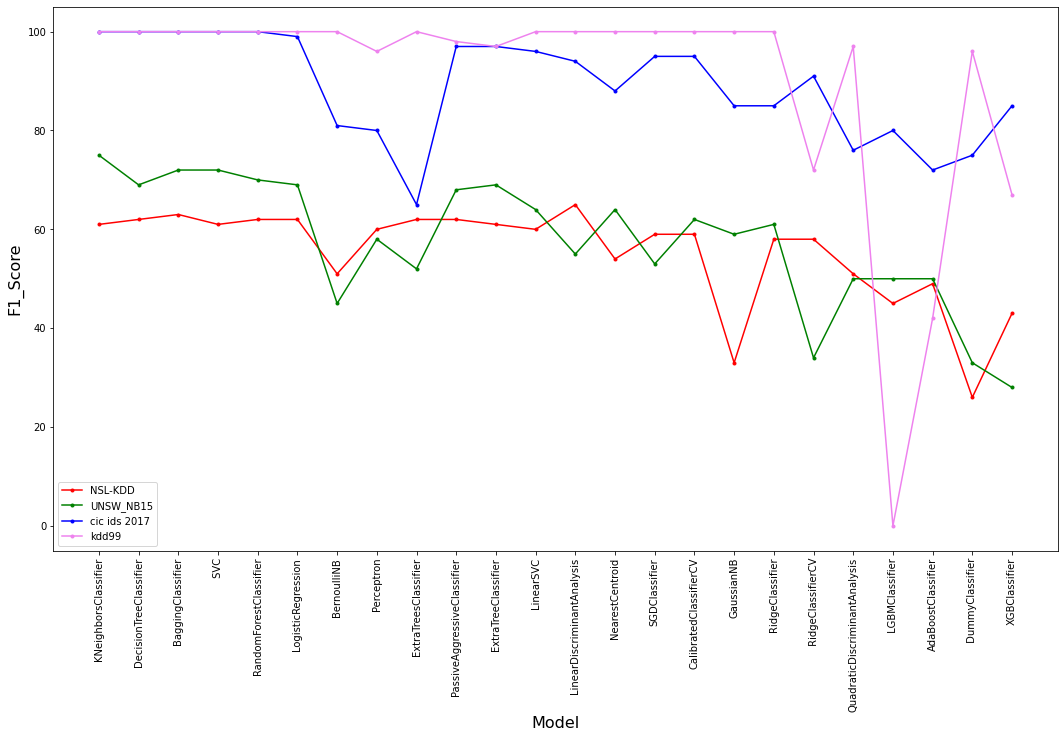 F1_Score
100
80
60
40
20
0
NSL-KDD
UNSW_NB15
cic ids 2017
kdd99
KNeighborsClassifier
DecisionTreeClassifier
BaggingClassifier
SVC
RandomForestClassifier
LogisticRegression
BernoulliNB
Perceptron
ExtraTreesClassifier
PassiveAggressiveClassifier
ExtraTreeClassifier
LinearSVC
LinearDiscriminantAnalysis
NearestCentroid
SGDClassifier
CalibratedClassifierCV
GaussianNB
RidgeClassifier
RidgeClassifierCV
QuadraticDiscriminantAnalysis
LGBMClassifier
AdaBoostClassifier
DummyClassifier
XGBClassifier
Model